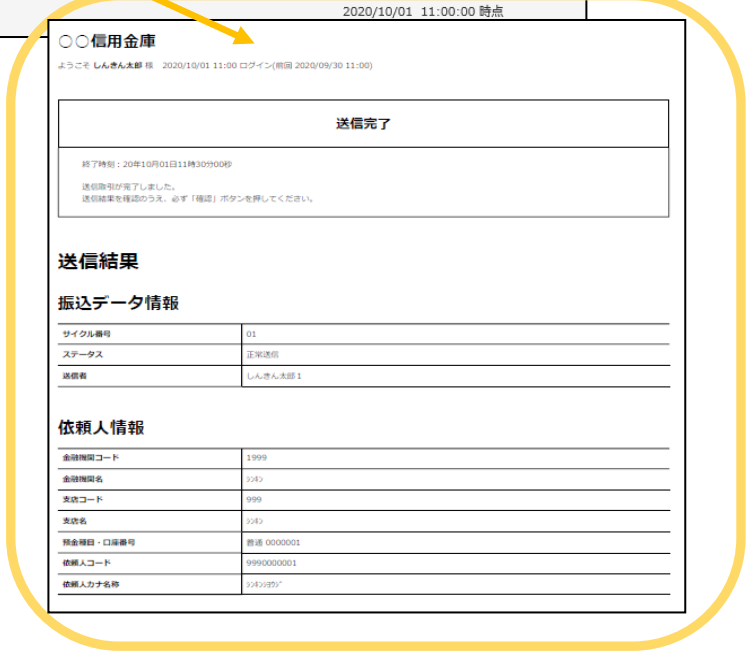 2020/10/01 11:00:00 時点
○○信用金庫
ようこそ しんきん太郎 様 2020/10/01 11:00 ログイン(前回 2020/09/30 11:00)
送信完了
終了時刻：20年10月01日11時30分00秒
送信取引が完了しました。
送信結果を確認のうえ、必ず「確認」ボタンを押してください。
送信結果
振込データ情報
サイクル番号 01
ステータス 正常送信
送信者 しんきん太郎１
依頼人情報
金融機関コード 1999
金融機関名 ｼﾝｷﾝ
支店コード 999
支店名 ｼﾝｷﾝ
預金種目・口座番号 普通 0000001
依頼人コード 9990000001
依頼人カナ名称 ｼﾝｷﾝｼﾖｳｼﾞ